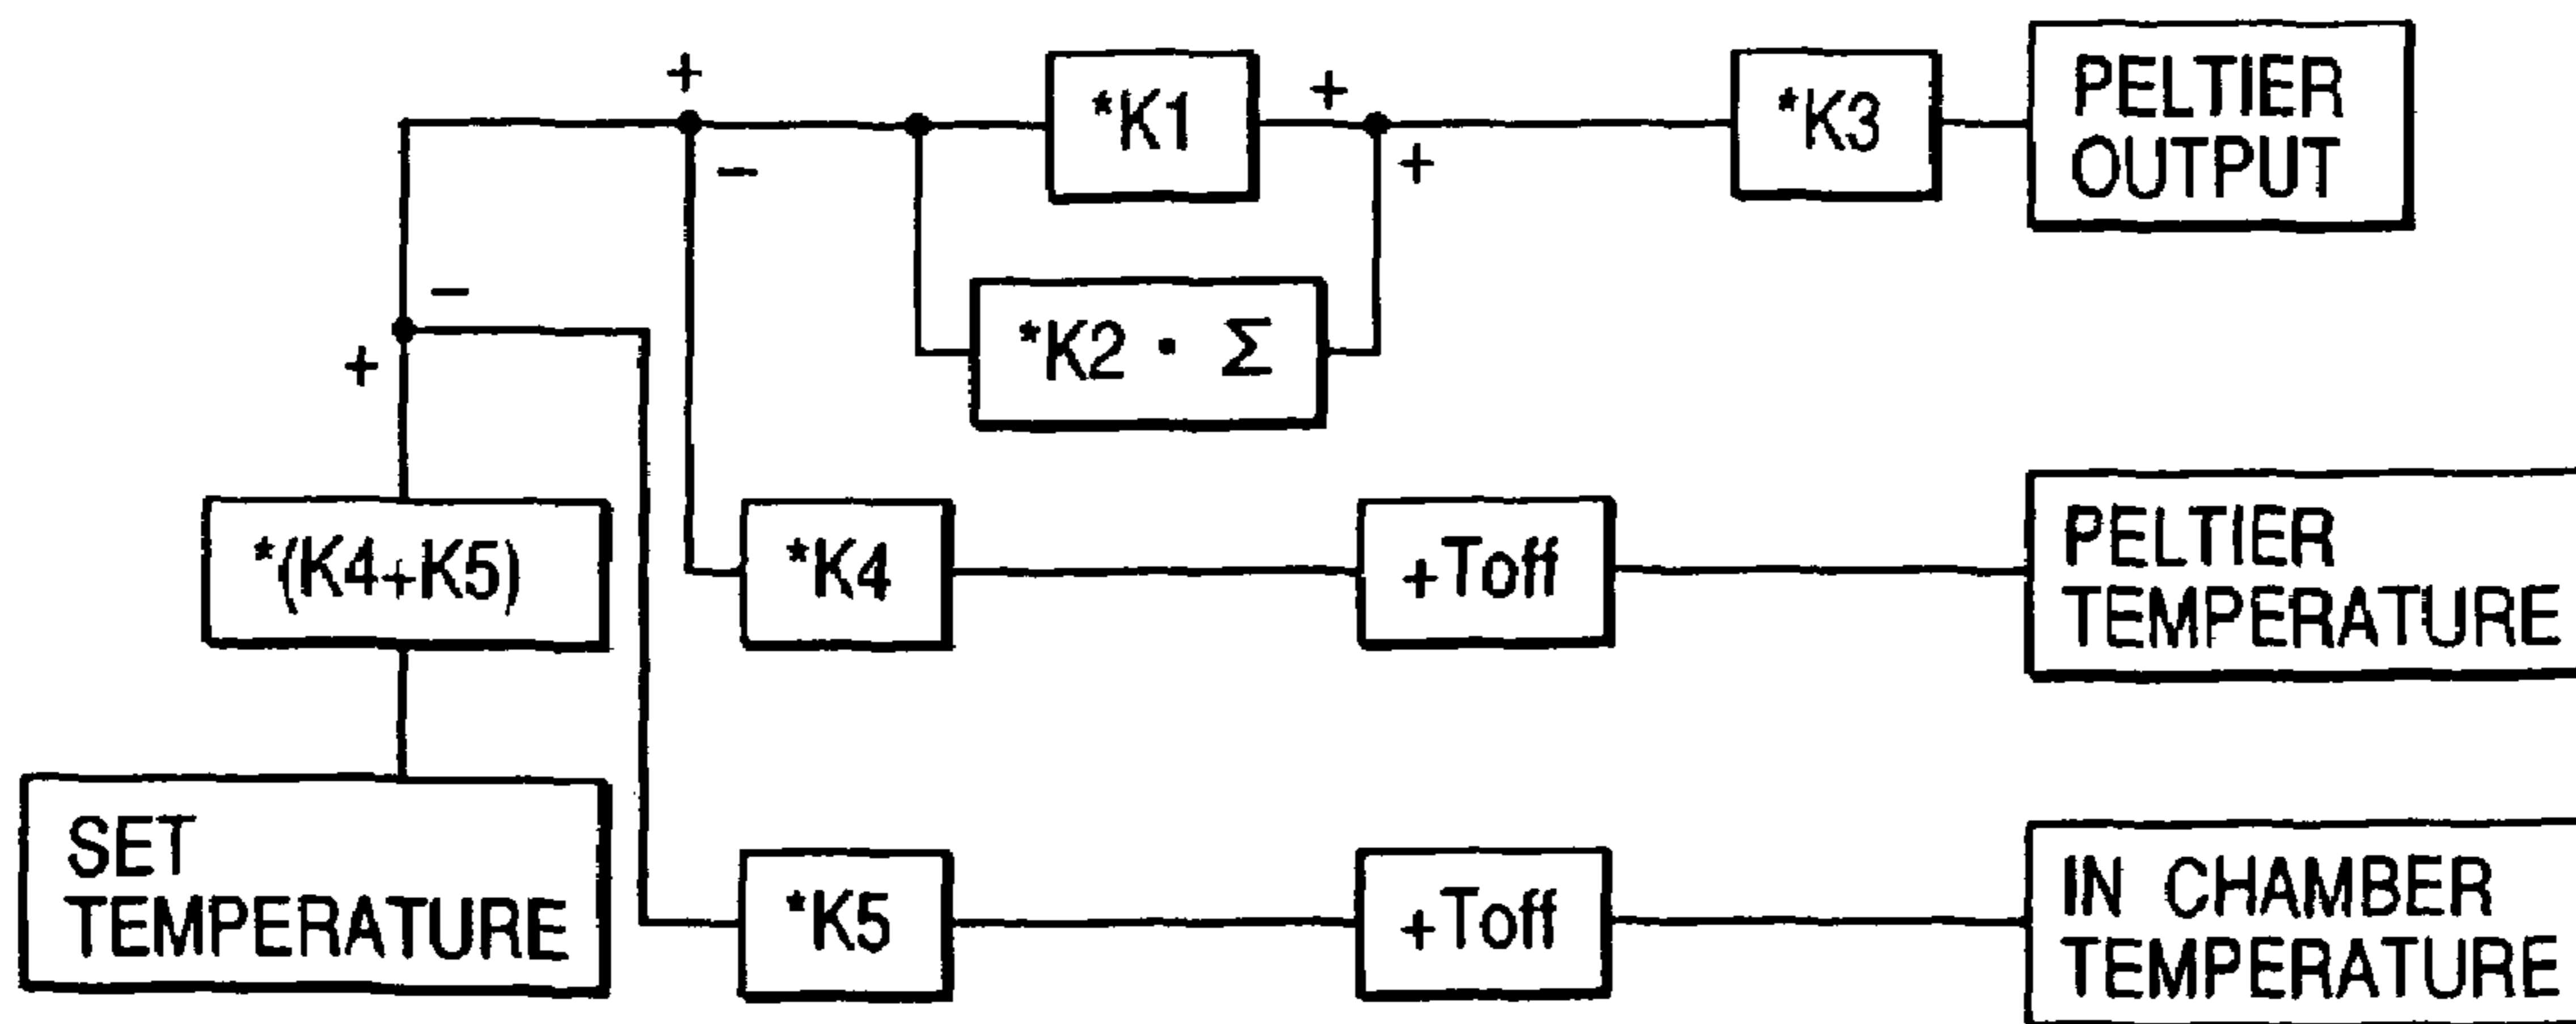 +
*K1
+
*K3
PELTIER
OUTPUT
−
+
−
*K2 · Σ
+
*(K4+K5)
*K4
+Toff
PELTIER
TEMPERATURE
SET
TEMPERATURE
*K5
+Toff
IN CHAMBER
TEMPERATURE